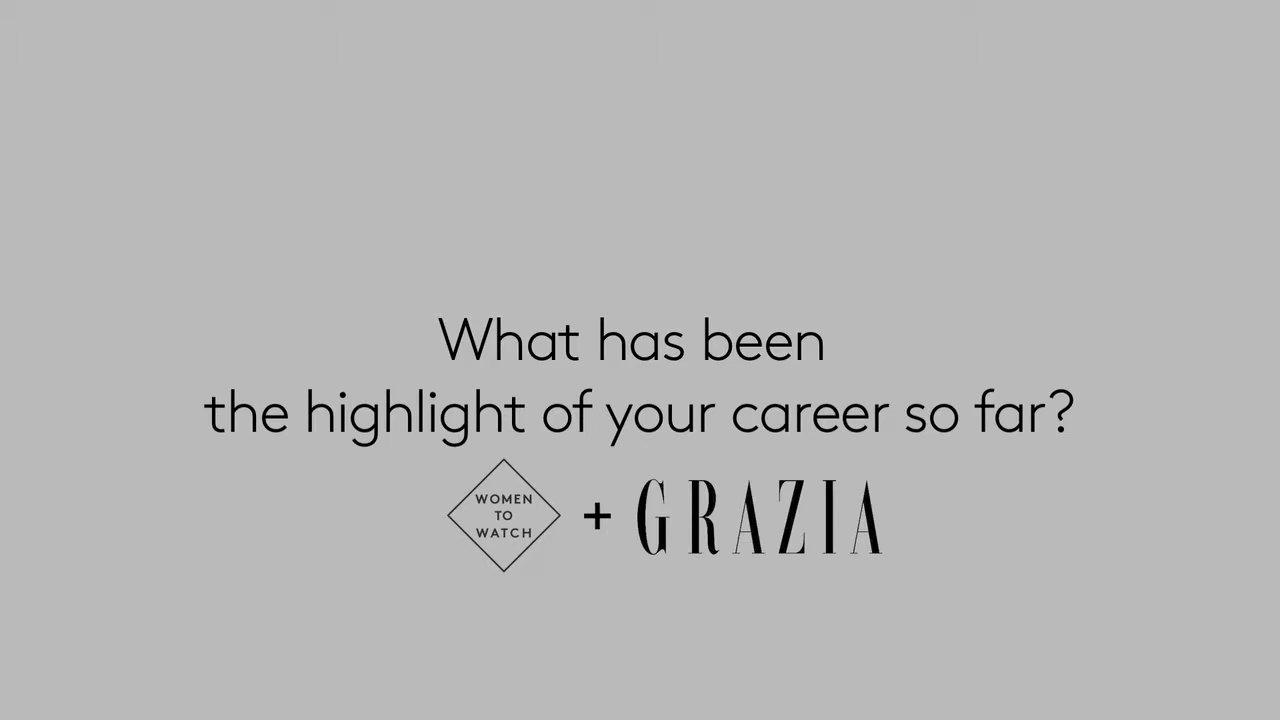 What has been
the highlight of your career so far?
WOMEN
TO
WATCH
+
GRAZIA